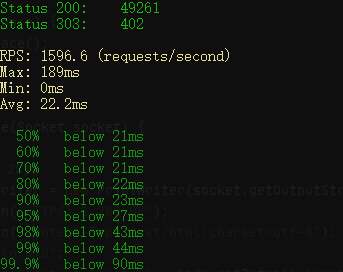 Status 200:    49261
Status 303:    402
RPS: 1596.6 (requests/second)
Max: 189ms
Min: 0ms
Avg: 22.2ms
50%   below 21ms
60%   below 21ms
70%   below 21ms
80%   below 22ms
90%   below 23ms
95%   below 27ms
98%   below 43ms
99%   below 44ms
99.9%   below 90ms